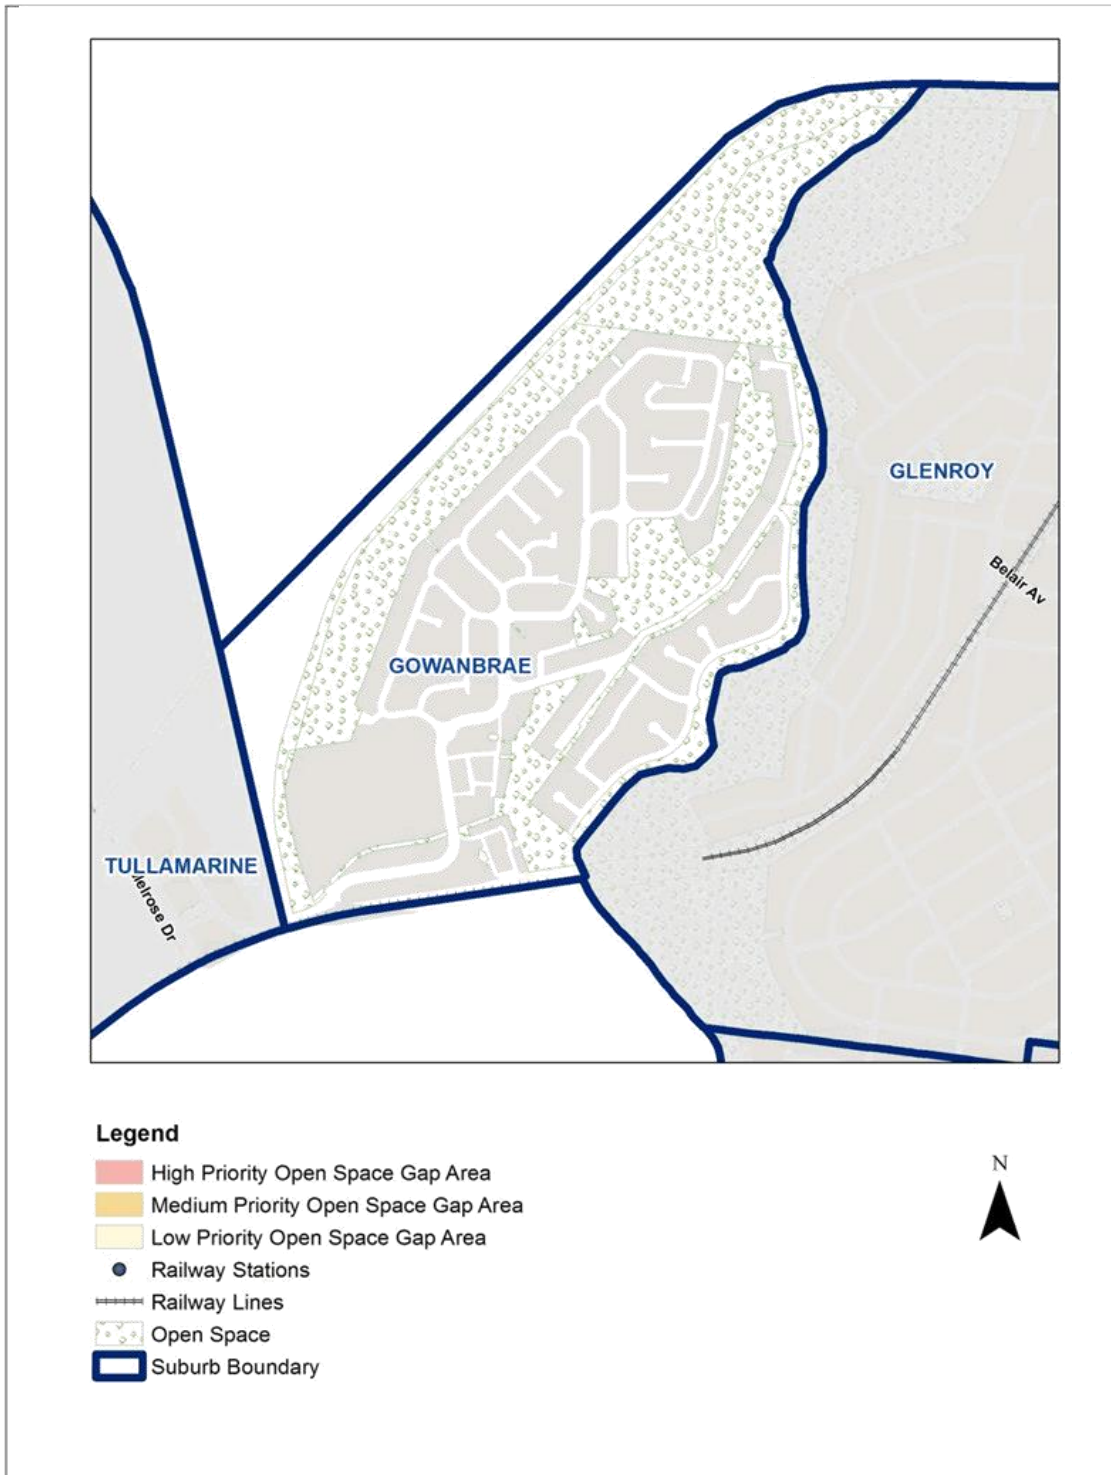 GLENROY
Belair Av
GOWANBRAE
TULLAMARINE
Melrose Dr
Legend
High Priority Open Space Gap Area
Medium Priority Open Space Gap Area
Low Priority Open Space Gap Area
Railway Stations
Railway Lines
Open Space
Suburb Boundary
N